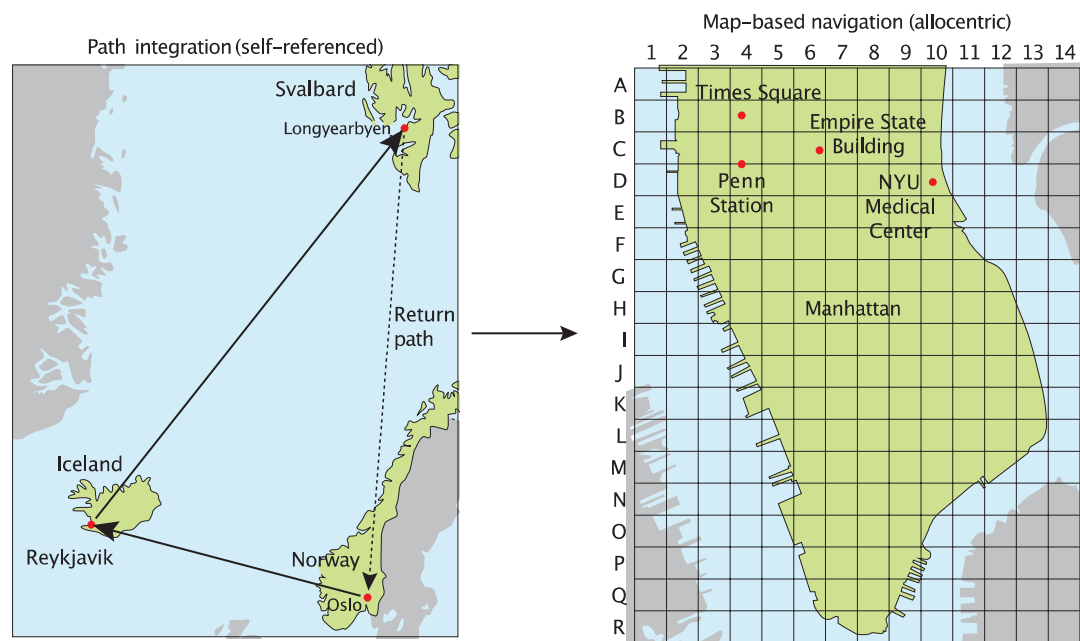 Path integration (self-referenced)
Svalbard
Longyearbyen
Return
path
Iceland
Reykjavik
Norway
Oslo
Map-based navigation (allocentric)
1 2 3 4 5 6 7 8 9 10 11 12 13 14
A
B
C
D
E
F
G
H
I
J
K
L
M
N
O
P
Q
R
Times Square
Empire State
Building
Penn
Station
NYU
Medical
Center
Manhattan